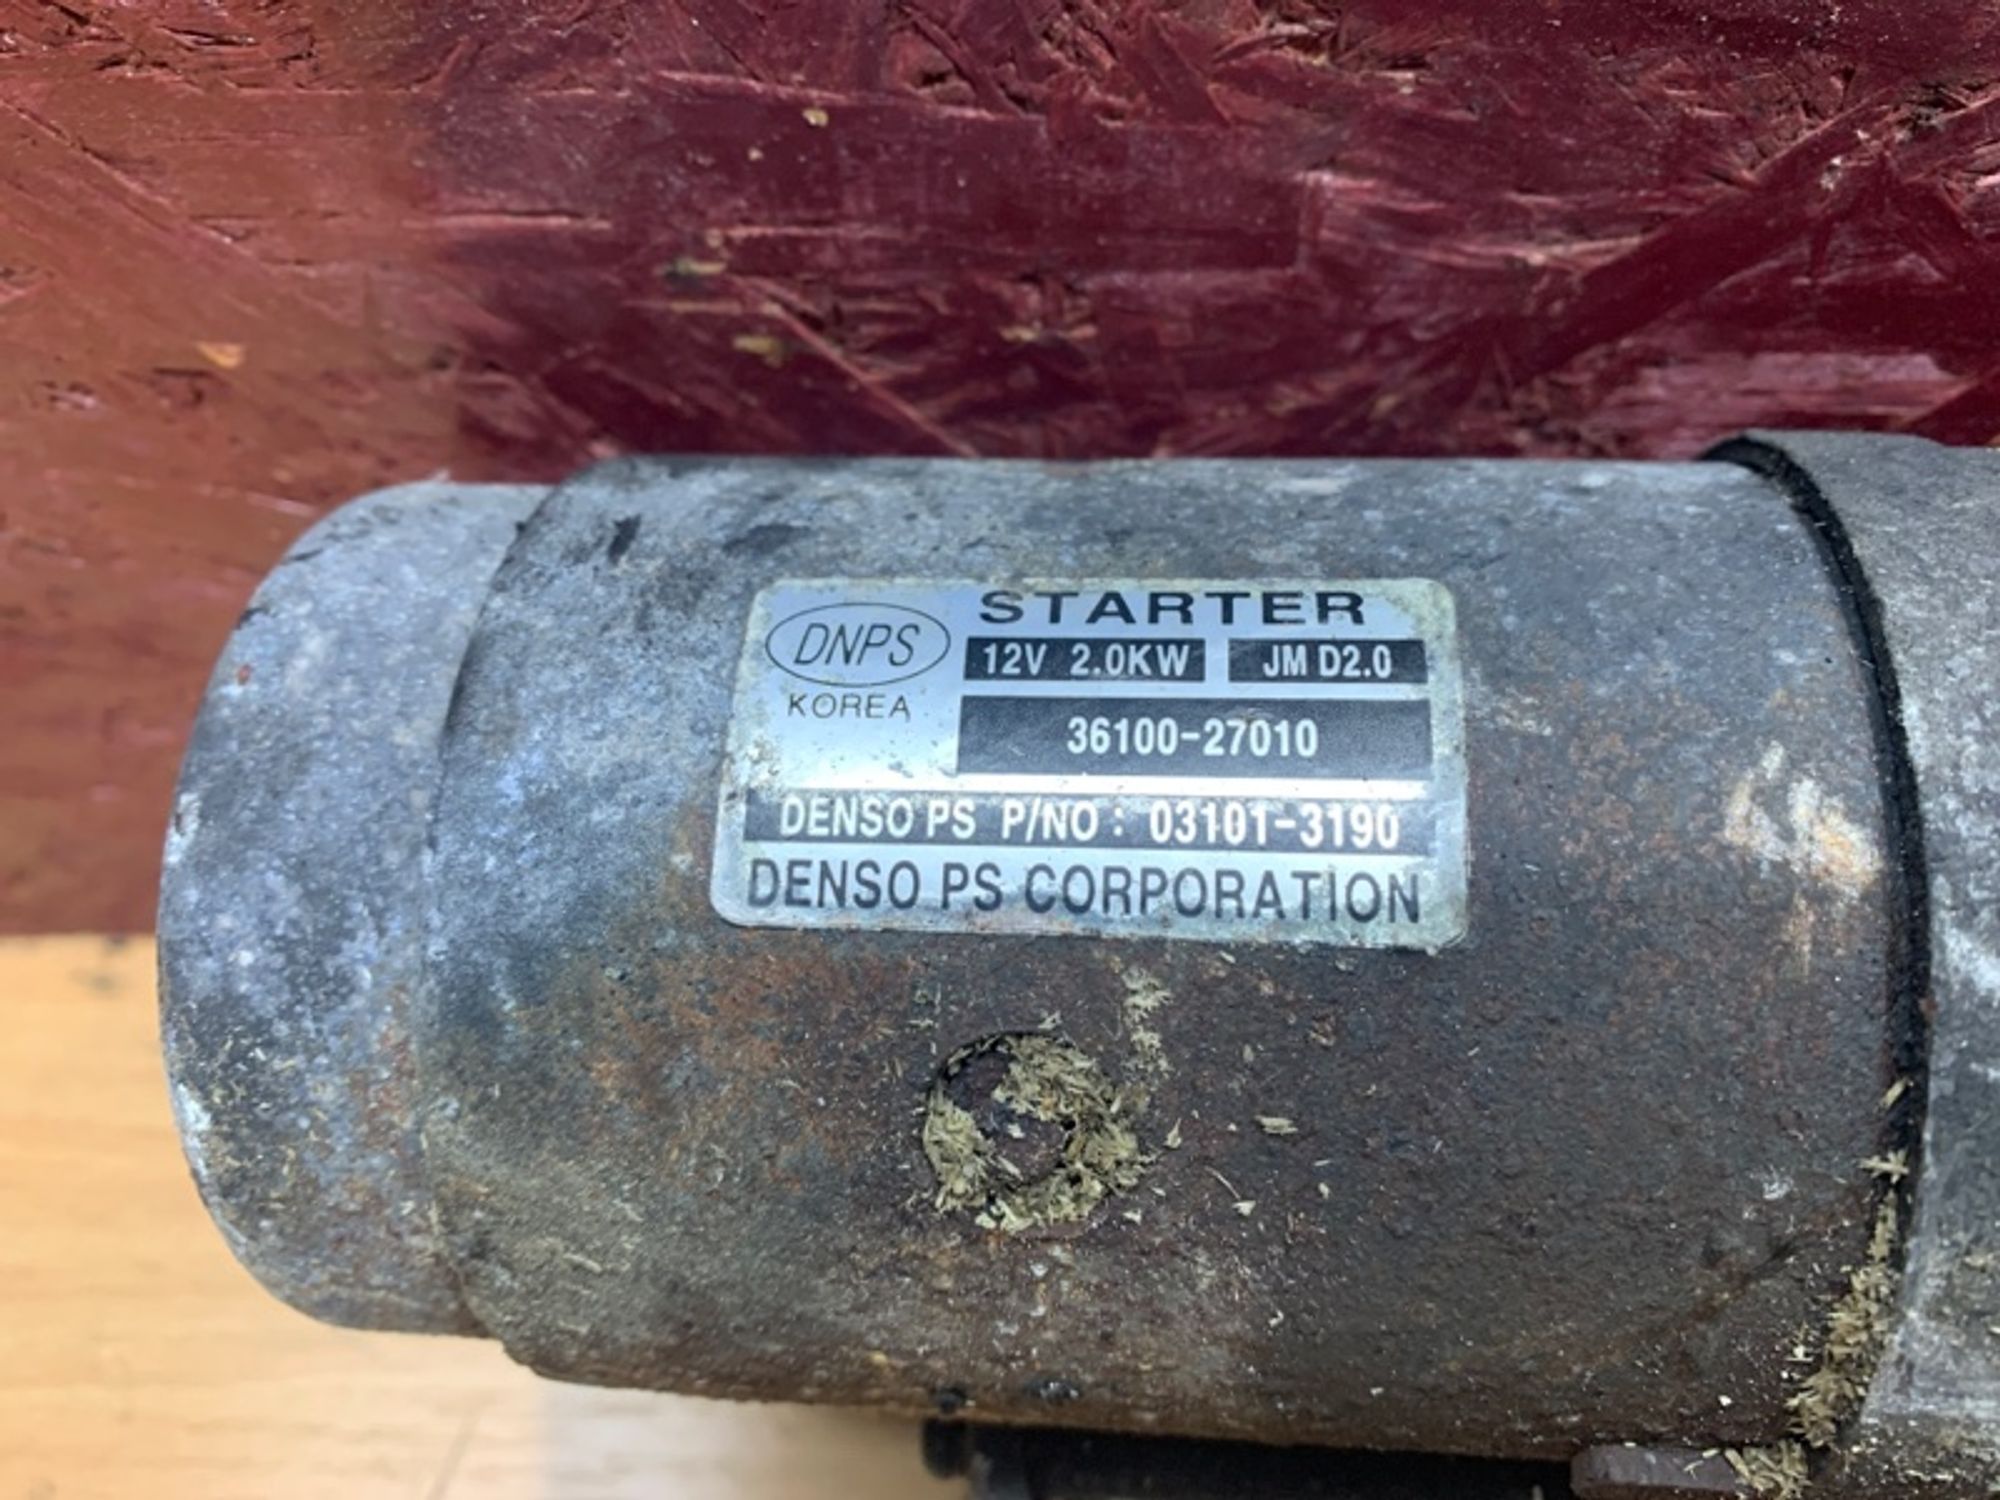 STARTER
DNPS
12V 2.0KW JM D2.0
KOREA
36100-27010
DENSO PS P/NO : 03101-3190
DENSO PS CORPORATION